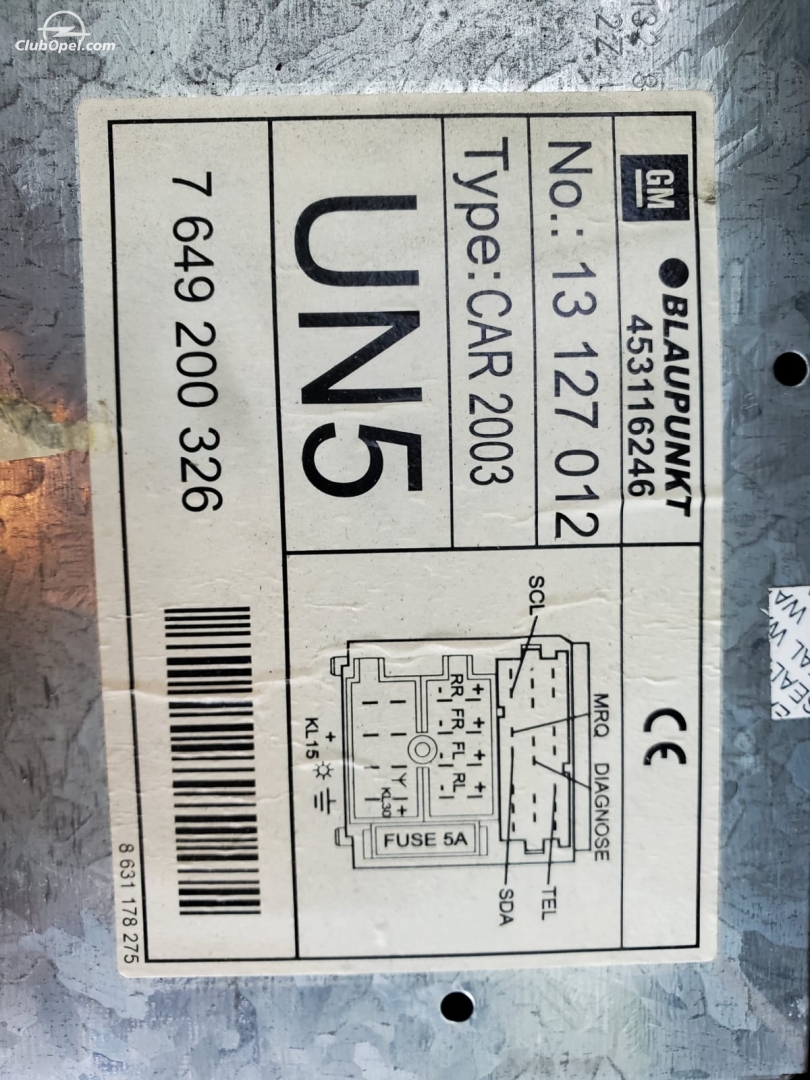 ClubOpel.com
GM
BLAUPUNKT
453116246
No.: 13 127 012
Type: CAR 2003
UN5
7 649 200 326
8 631 178 275
CE
SCL
MRQ
DIAGNOSE
TEL
SDA
+ + + +
- - - -
RR FR FL RL
KL30
+
KL15
+
FUSE 5A